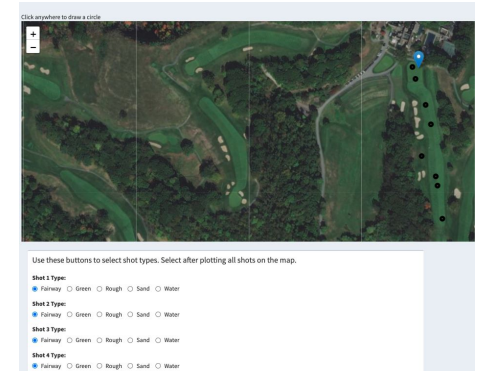 Click anywhere to draw a circle
+
−
Use these buttons to select shot types. Select after plotting all shots on the map.
Shot 1 Type:
Fairway Green Rough Sand Water
Shot 2 Type:
Fairway Green Rough Sand Water
Shot 3 Type:
Fairway Green Rough Sand Water
Shot 4 Type:
Fairway Green Rough Sand Water